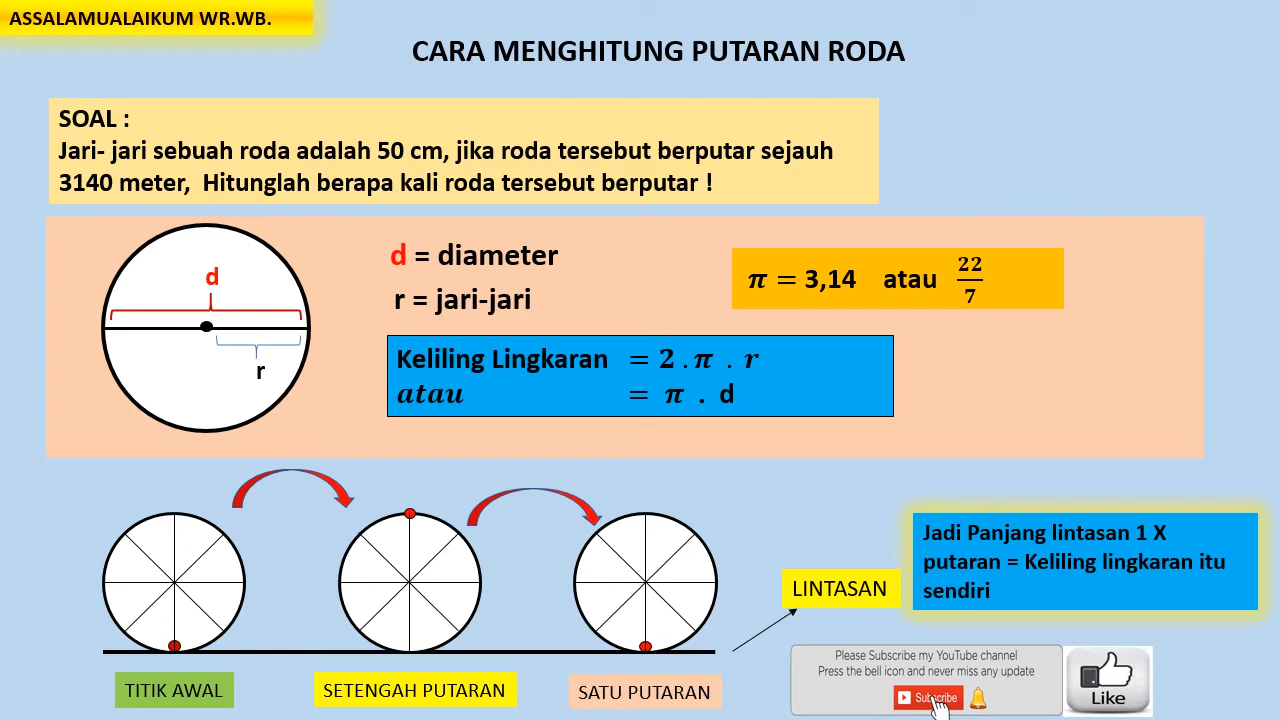 ASSALAMUALAIKUM WR.WB.
CARA MENGHITUNG PUTARAN RODA
SOAL :
Jari- jari sebuah roda adalah 50 cm, jika roda tersebut berputar sejauh
3140 meter, Hitunglah berapa kali roda tersebut berputar !
d
r
d = diameter
r = jari-jari
π = 3,14 atau 22/7
Keliling Lingkaran = 2 . π . r
atau = π . d
Jadi Panjang lintasan 1 X
putaran = Keliling lingkaran itu
sendiri
LINTASAN
TITIK AWAL
SETENGAH PUTARAN
SATU PUTARAN
Please Subscribe my YouTube channel
Press the bell icon and never miss any update
Subscribe
Like